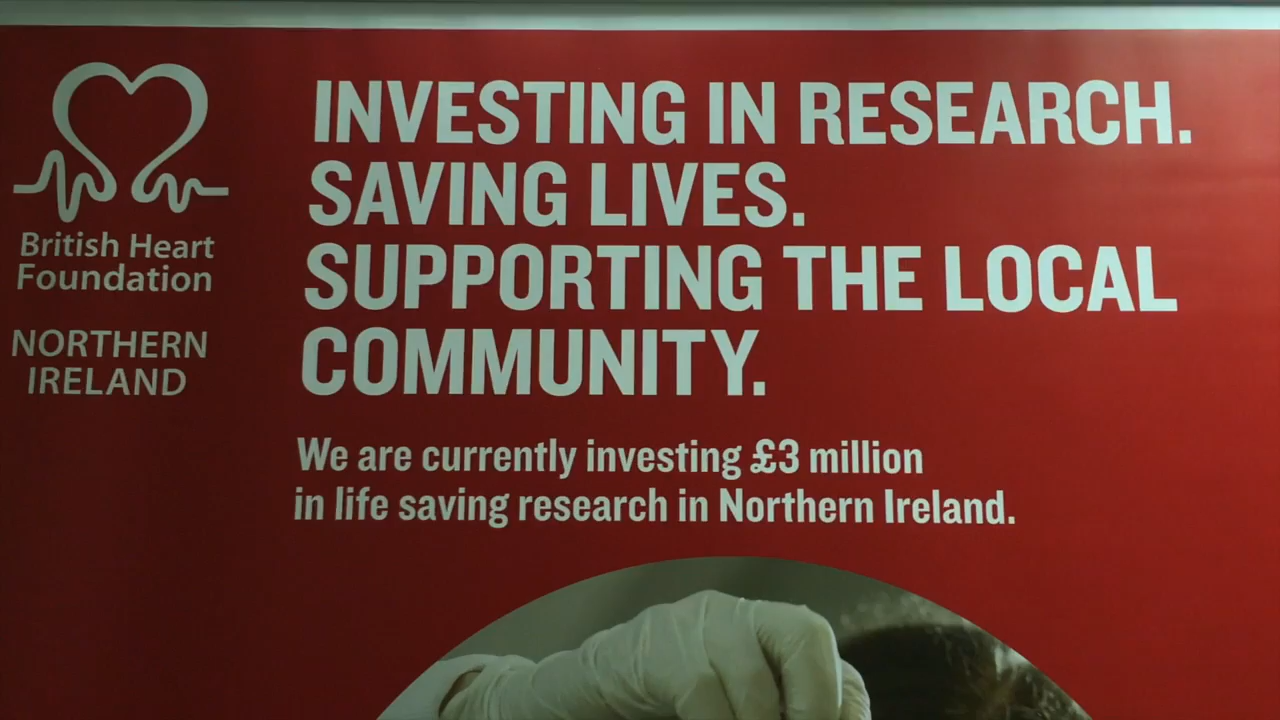 British Heart
Foundation
NORTHERN
IRELAND
INVESTING IN RESEARCH.
SAVING LIVES.
SUPPORTING THE LOCAL
COMMUNITY.
We are currently investing £3 million
in life saving research in Northern Ireland.